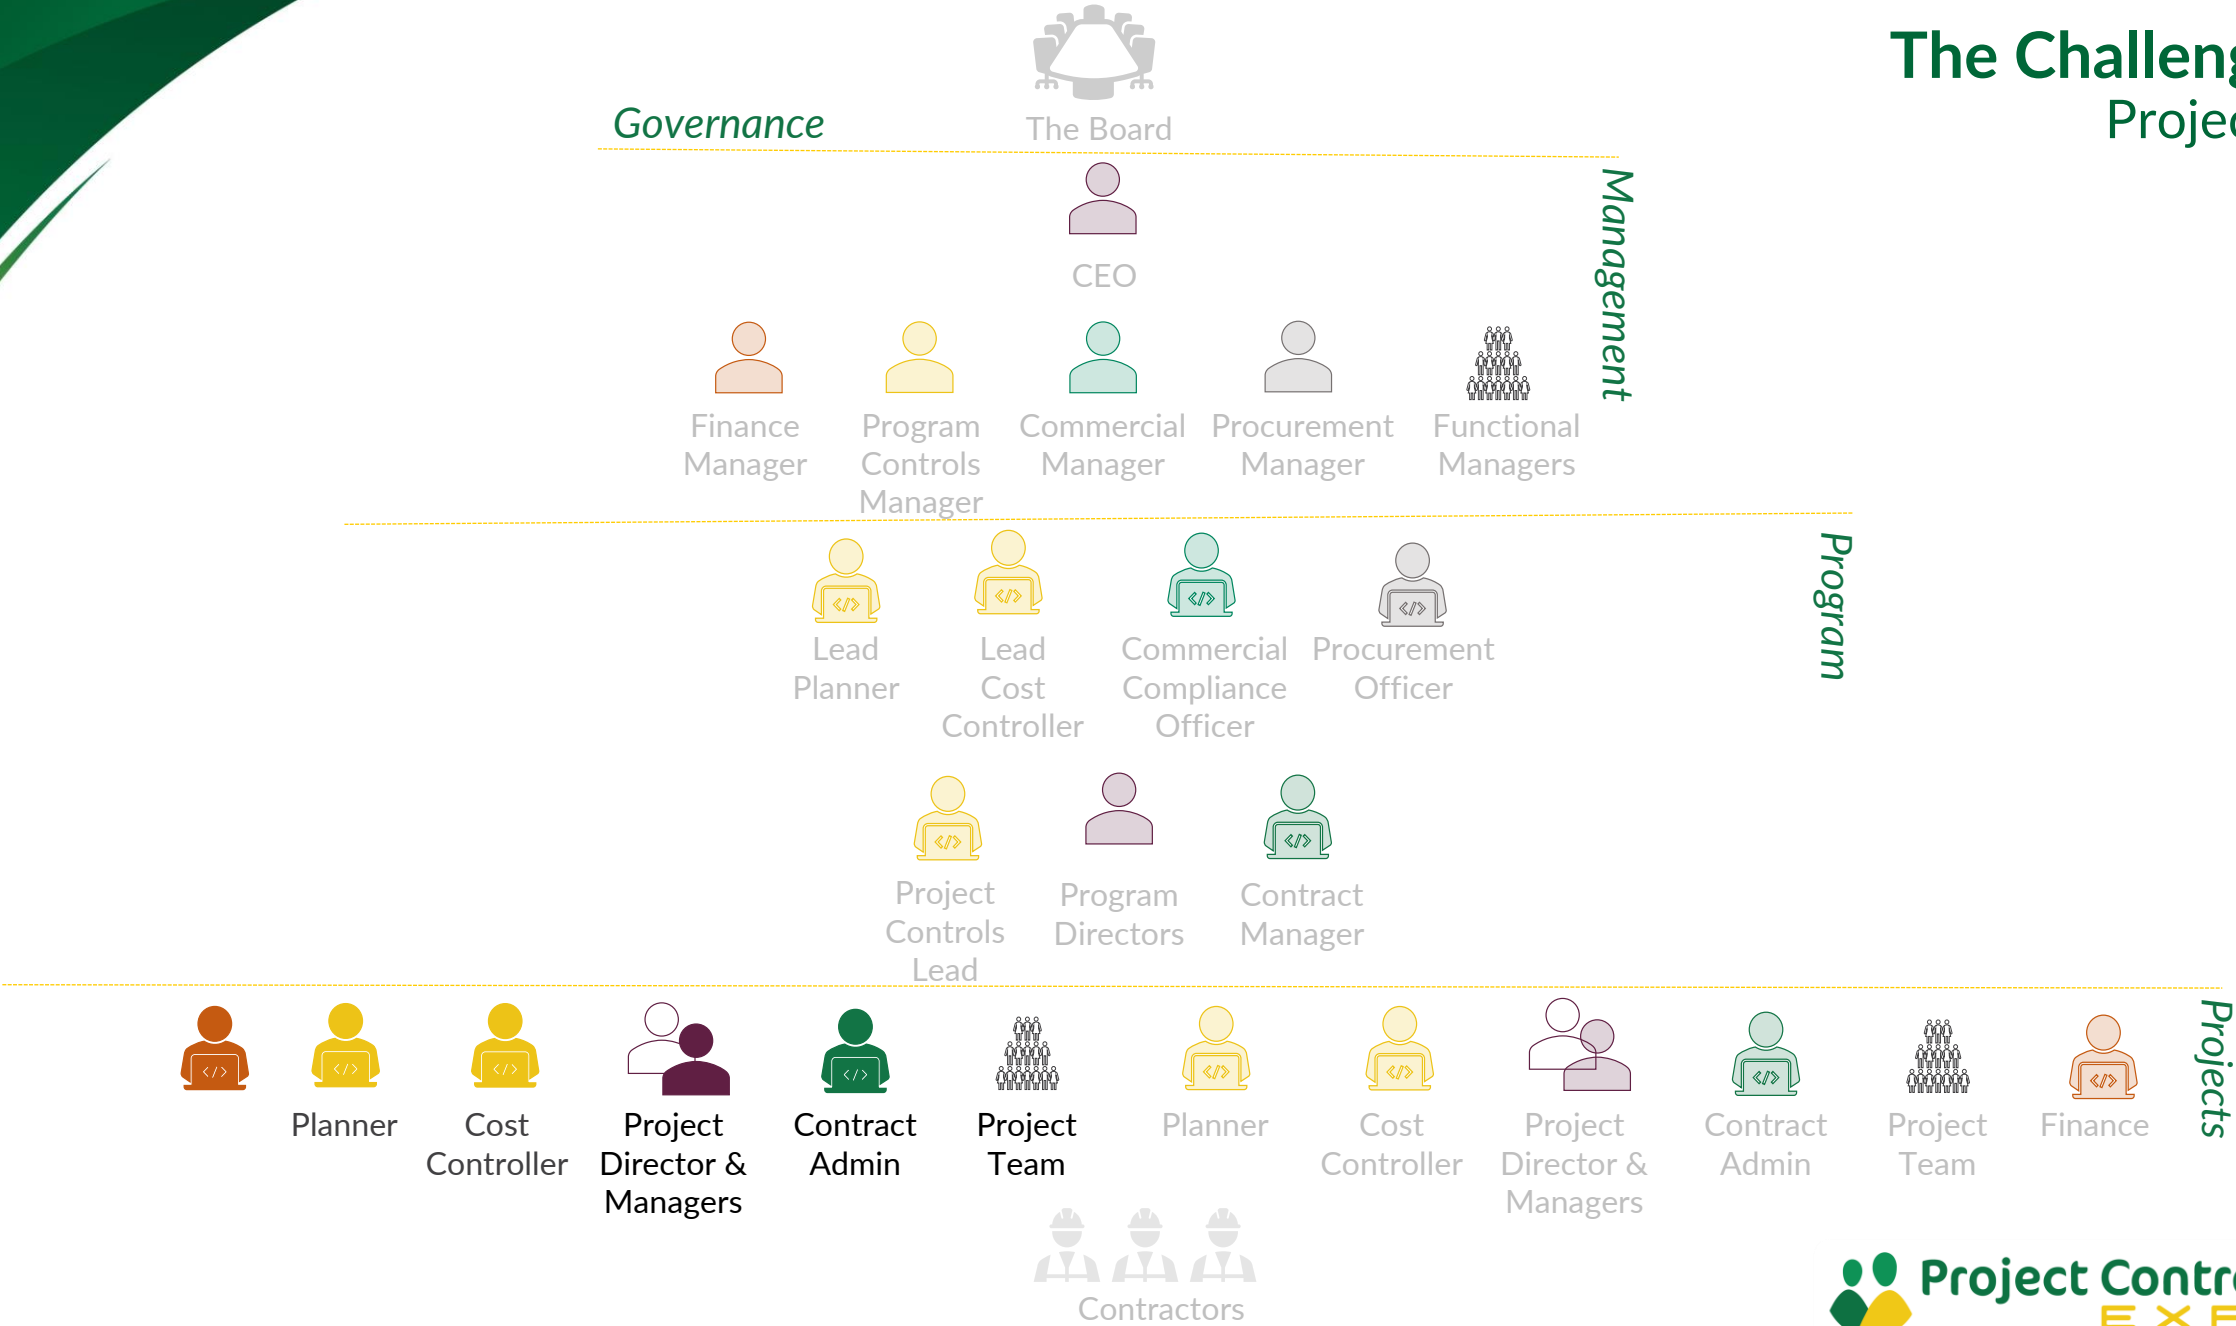 The Challeng
Projec
Governance
The Board
Management
CEO
Finance
Manager
Program
Controls
Manager
Commercial
Manager
Procurement
Manager
Functional
Managers
Program
Lead
Planner
Lead
Cost
Controller
Commercial
Compliance
Officer
Procurement
Officer
Project
Controls
Lead
Program
Directors
Contract
Manager
Projects
Planner
Cost
Controller
Project
Director &
Managers
Contract
Admin
Project
Team
Planner
Cost
Controller
Project
Director &
Managers
Contract
Admin
Project
Team
Finance
Contractors
Project Contr
EXP